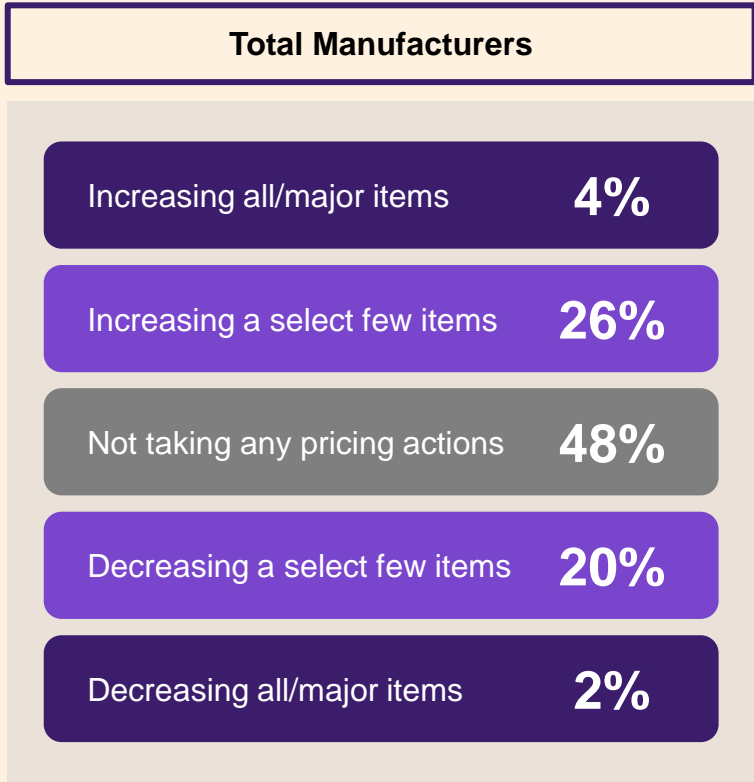 Total Manufacturers
Increasing all/major items 4%
Increasing a select few items 26%
Not taking any pricing actions 48%
Decreasing a select few items 20%
Decreasing all/major items 2%